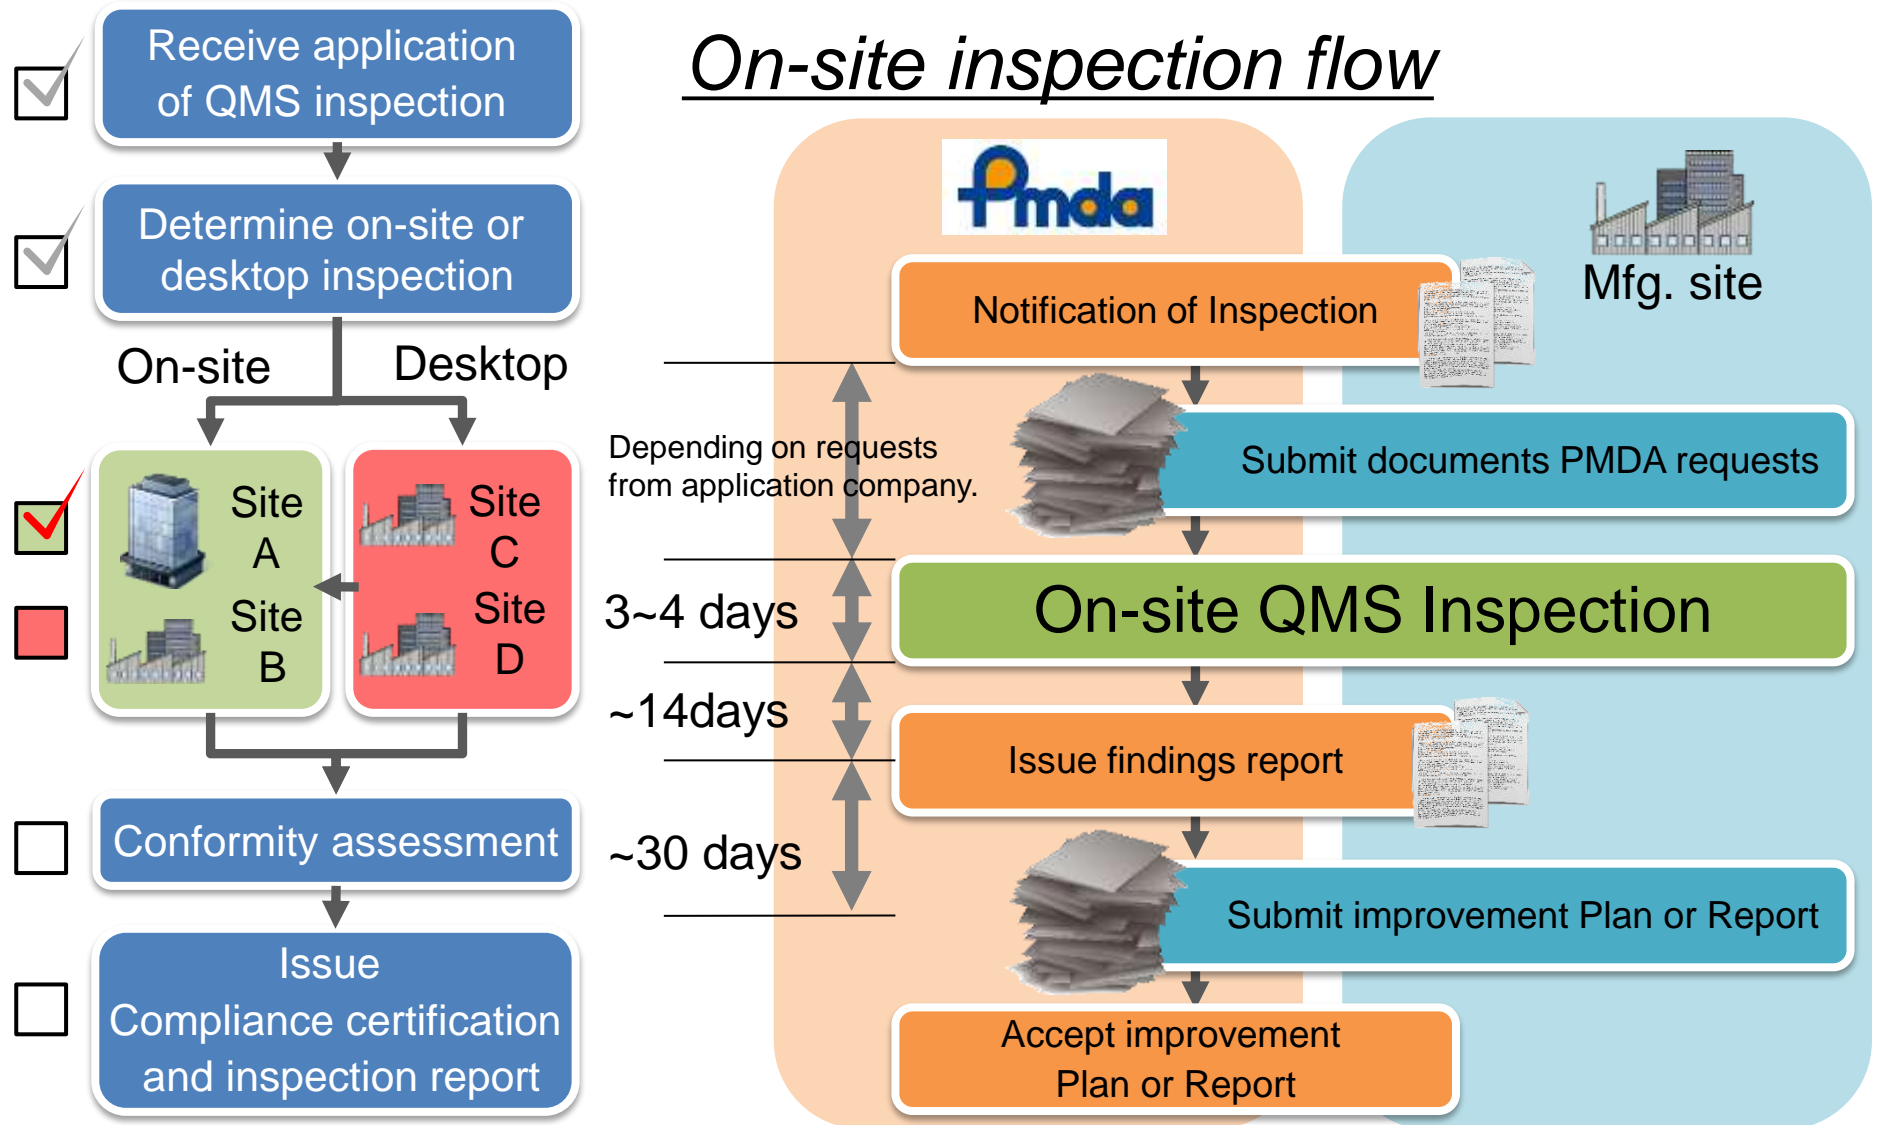 Receive application
of QMS inspection
Determine on-site or
desktop inspection
On-site
Desktop
Site
A
Site
B
Site
C
Site
D
Conformity assessment
Issue
Compliance certification
and inspection report
On-site inspection flow
Pmda
Mfg. site
Notification of Inspection
Submit documents PMDA requests
Depending on requests
from application company.
On-site QMS Inspection
3~4 days
~14days
Issue findings report
~30 days
Submit improvement Plan or Report
Accept improvement
Plan or Report